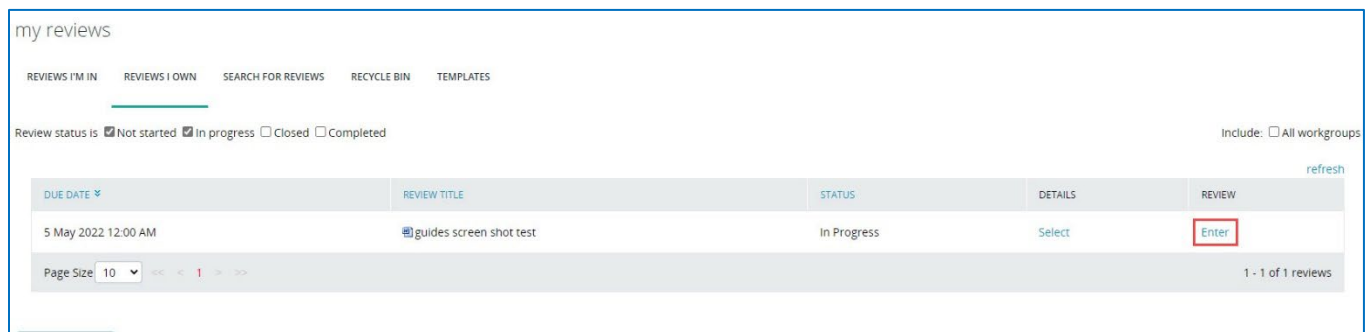 my reviews
REVIEWS I'M IN REVIEWS I OWN SEARCH FOR REVIEWS RECYCLE BIN TEMPLATES
Review status is Not started In progress Closed Completed Include: All workgroups
refresh
DUE DATE REVIEW TITLE STATUS DETAILS REVIEW
5 May 2022 12:00 AM guides screen shot test In Progress Select Enter
Page Size 10 << < 1 > >> 1 - 1 of 1 reviews